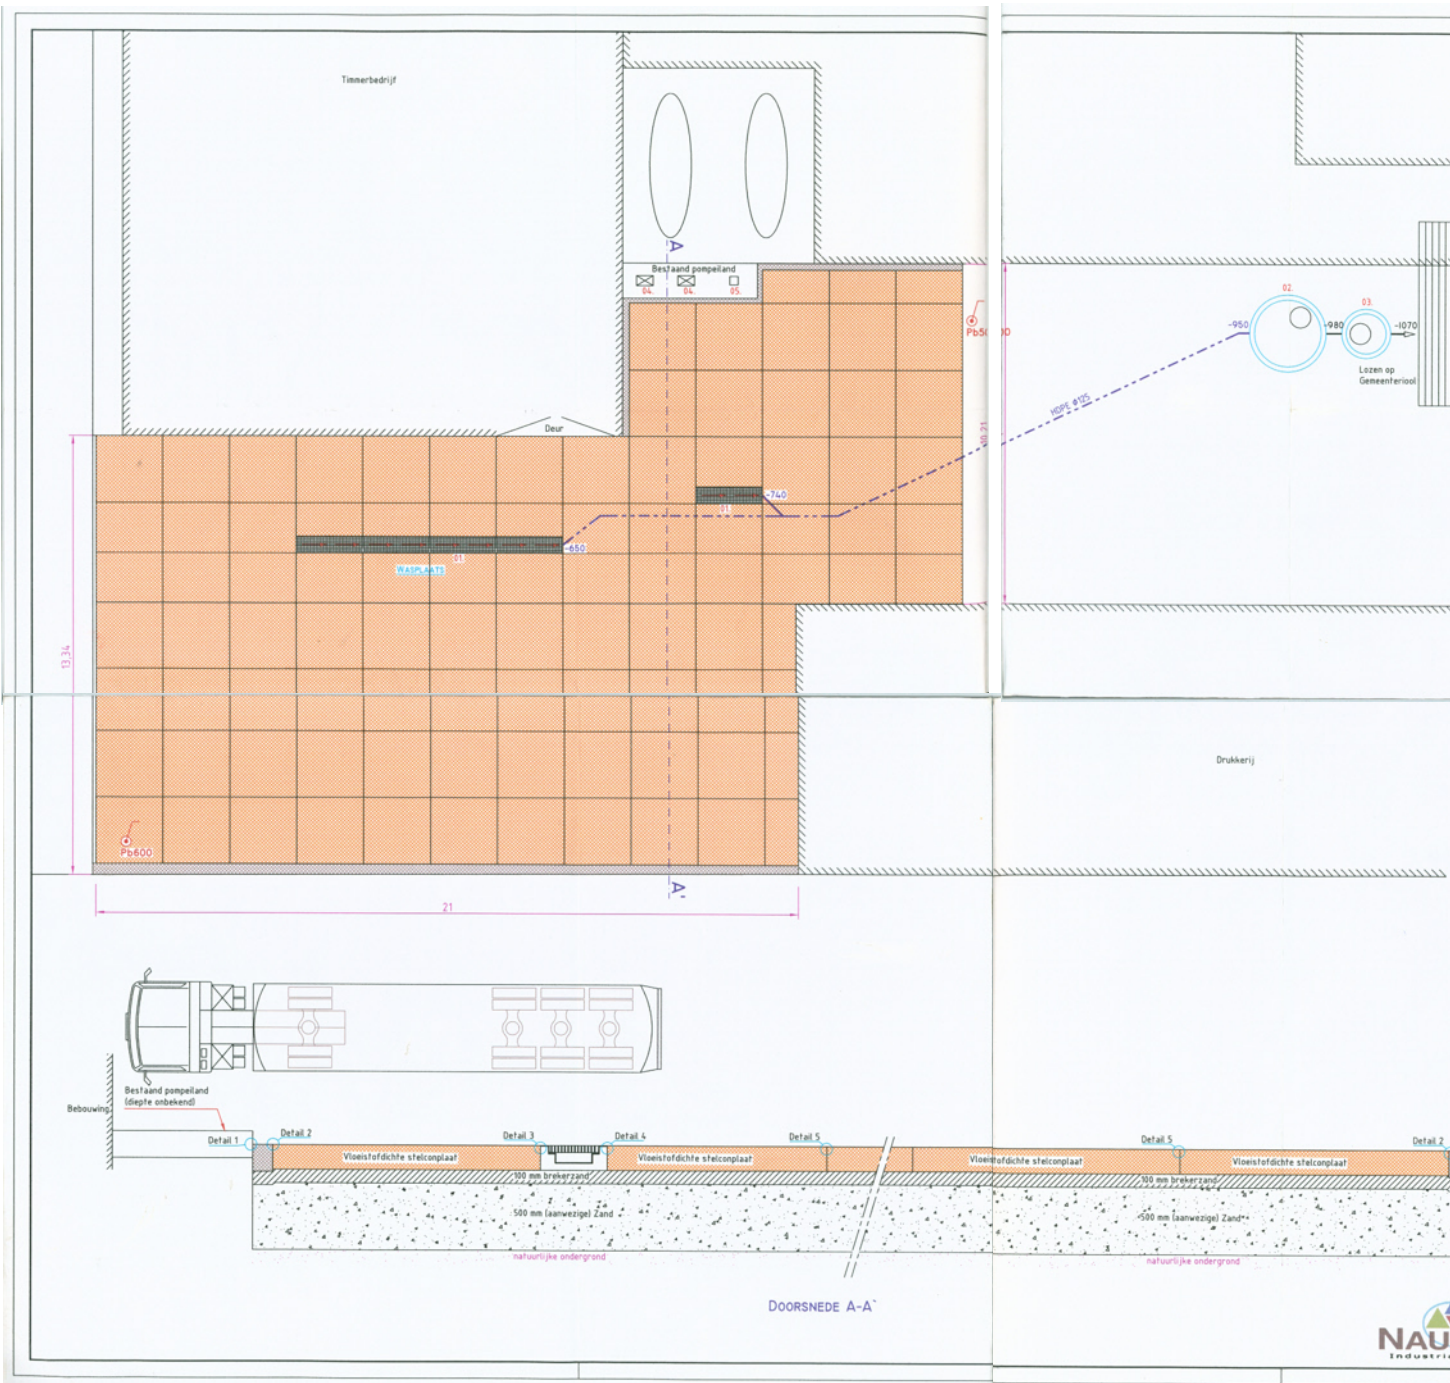 Timmerbedrijf
A
Bestaand pompeiland
04.
04.
05.
02.
03.
-950
-980
-1070
Lozen op
Gemeenteriool
HDPE ø125
10,21
Deur
-740
01.
-650
01.
WASPLAATS
13,34
Drukkerij
Pb600
A'
21
Bestaand pompeiland
(diepte onbekend)
Bebouwing
Detail 1
Detail 2
Detail 3
Detail 4
Detail 5
Detail 5
Detail 2
Vloeistofdichte stelconplaat
Vloeistofdichte stelconplaat
Vloeistofdichte stelconplaat
Vloeistofdichte stelconplaat
100 mm brekerzand
100 mm brekerzand
500 mm (aanwezige) Zand
500 mm (aanwezige) Zand
natuurlijke ondergrond
natuurlijke ondergrond
DOORSNEDE A-A`